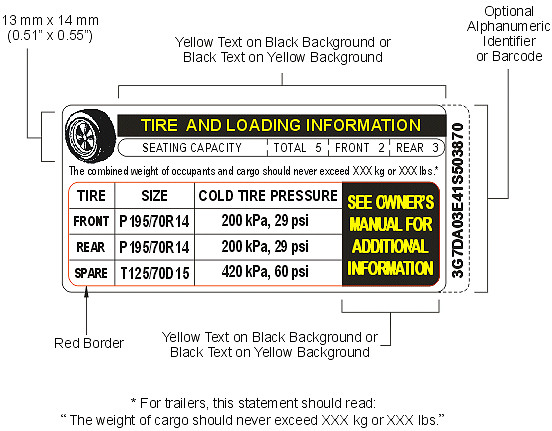 13 mm x 14 mm
(0.51" x 0.55")
Yellow Text on Black Background or
Black Text on Yellow Background
Optional
Alphanumeric
Identifier
or Barcode
TIRE AND LOADING INFORMATION
SEATING CAPACITY TOTAL 5 FRONT 2 REAR 3
The combined weight of occupants and cargo should never exceed XXX kg or XXX lbs.*
TIRE SIZE COLD TIRE PRESSURE
FRONT P195/70R14 200 kPa, 29 psi
REAR P195/70R14 200 kPa, 29 psi
SPARE T125/70D15 420 kPa, 60 psi
SEE OWNER'S
MANUAL FOR
ADDITIONAL
INFORMATION
3G7DA03E41S503870
Red Border
Yellow Text on Black Background or
Black Text on Yellow Background
* For trailers, this statement should read:
“ The weight of cargo should never exceed XXX kg or XXX lbs.”